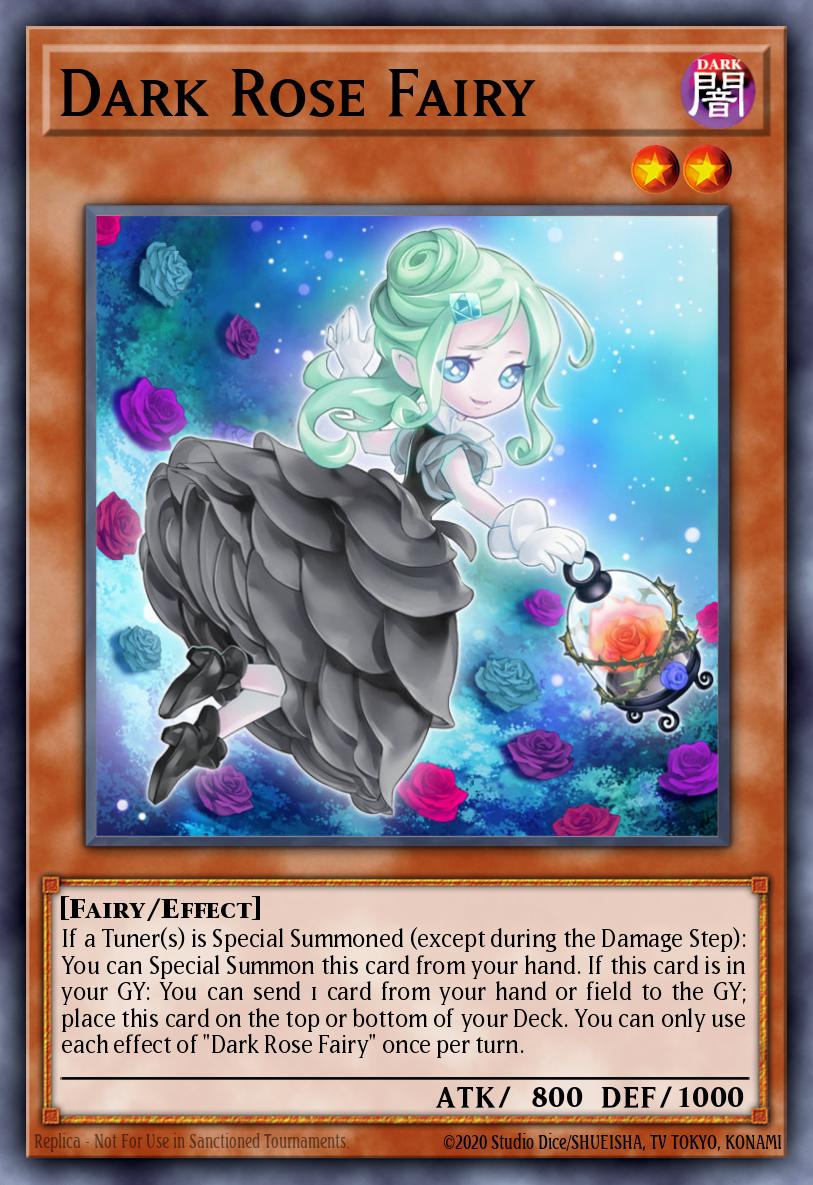 DARK ROSE FAIRY
DARK
闇
[FAIRY/EFFECT]
If a Tuner(s) is Special Summoned (except during the Damage Step):
You can Special Summon this card from your hand. If this card is in
your GY: You can send 1 card from your hand or field to the GY;
place this card on the top or bottom of your Deck. You can only use
each effect of "Dark Rose Fairy" once per turn.
ATK/ 800 DEF/1000
Replica - Not For Use in Sanctioned Tournaments.
©2020 Studio Dice/SHUEISHA, TV TOKYO, KONAMI